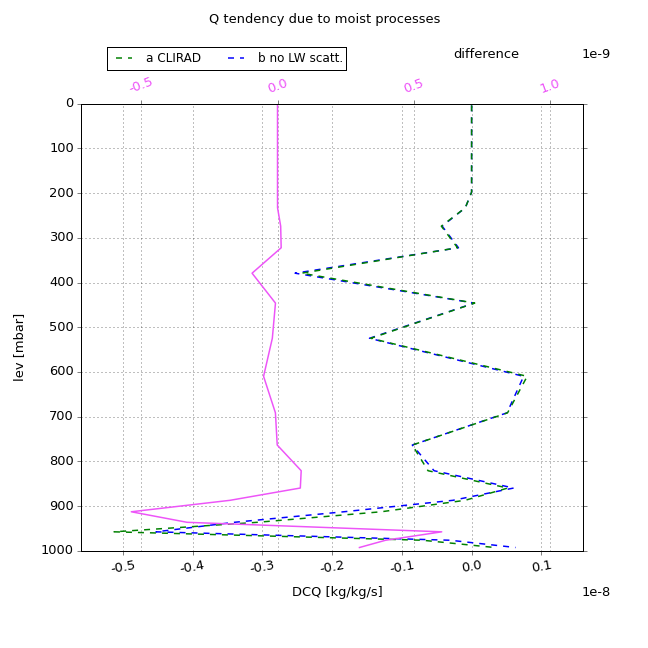 Q tendency due to moist processes
a CLIRAD b no LW scatt. difference 1e-9
-0.5 0.0 0.5 1.0
0
100
200
300
400
500
600
700
800
900
1000
lev [mbar]
-0.5 -0.4 -0.3 -0.2 -0.1 0.0 0.1
DCQ [kg/kg/s] 1e-8